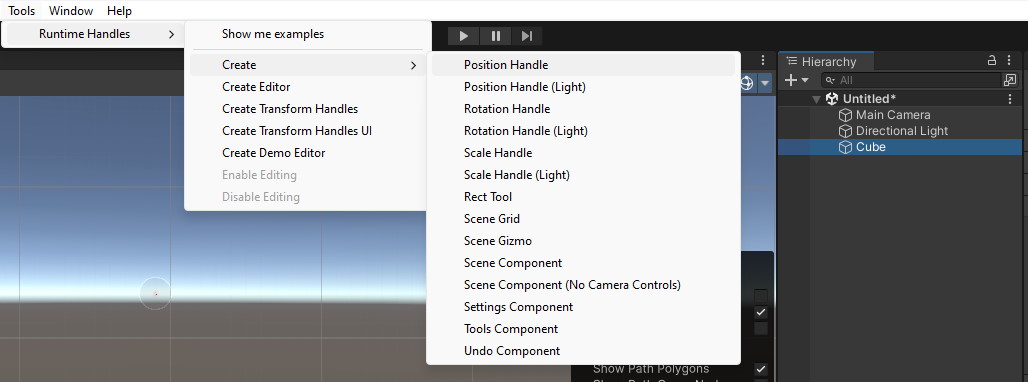 Tools Window Help
Runtime Handles
Show me examples
Create
Create Editor
Create Transform Handles
Create Transform Handles UI
Create Demo Editor
Enable Editing
Disable Editing
Position Handle
Position Handle (Light)
Rotation Handle
Rotation Handle (Light)
Scale Handle
Scale Handle (Light)
Rect Tool
Scene Grid
Scene Gizmo
Scene Component
Scene Component (No Camera Controls)
Settings Component
Tools Component
Undo Component
Show Path Polygons
Hierarchy
All
Untitled*
Main Camera
Directional Light
Cube